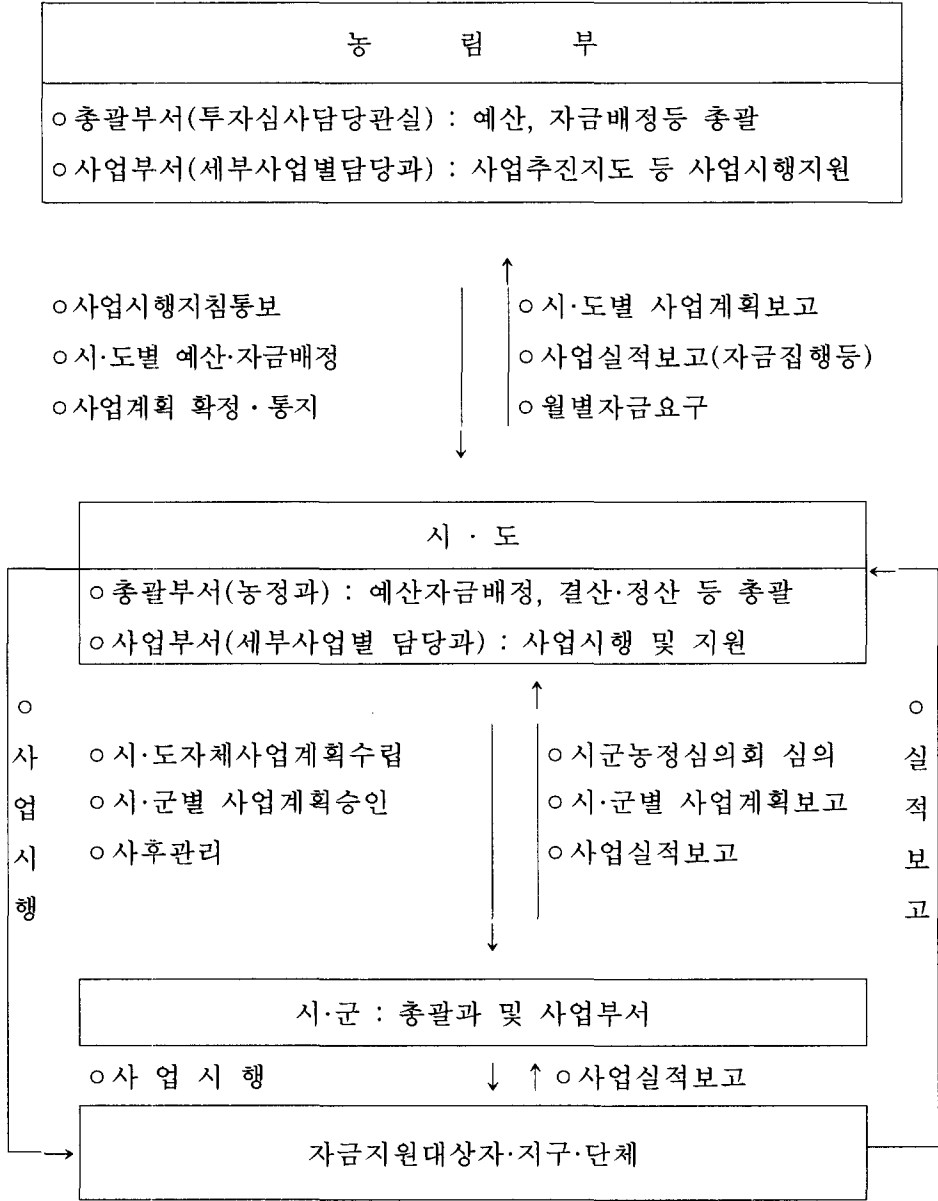 농 림 부
○총괄부서(투자심사담당관실) : 예산, 자금배정등 총괄
○사업부서(세부사업별담당과) : 사업추진지도 등 사업시행지원
○사업시행지침통보
○시·도별 예산·자금배정
○사업계획 확정·통지
↓
↑
○시·도별 사업계획보고
○사업실적보고(자금집행등)
○월별자금요구
시 · 도
○총괄부서(농정과) : 예산자금배정, 결산·정산 등 총괄
○사업부서(세부사업별 담당과) : 사업시행 및 지원
○사업시행
○시·도자체사업계획수립
○시·군별 사업계획승인
○사후관리
↓
↑
○시군농정심의회 심의
○시·군별 사업계획보고
○사업실적보고
○실적보고
시·군 : 총괄과 및 사업부서
○사 업 시 행 ↓ ↑ ○사업실적보고
자금지원대상자·지구·단체